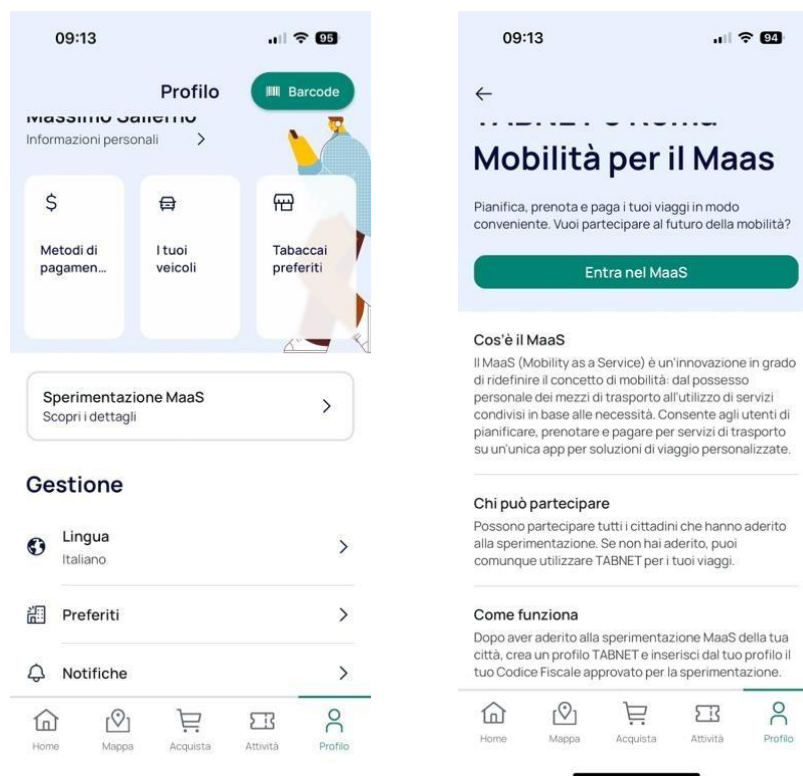 09:13
95
Profilo
Barcode
Informazioni personali
Metodi di
pagamen...
I tuoi
veicoli
Tabaccai
preferiti
Sperimentazione MaaS
Scopri i dettagli
Gestione
Lingua
Italiano
Preferiti
Notifiche
Home
Mappa
Acquista
Attività
Profilo
09:13
94
Mobilità per il Maas
Pianifica, prenota e paga i tuoi viaggi in modo
conveniente. Vuoi partecipare al futuro della mobilità?
Entra nel MaaS
Cos'è il MaaS
Il MaaS (Mobility as a Service) è un'innovazione in grado
di ridefinire il concetto di mobilità: dal possesso
personale dei mezzi di trasporto all'utilizzo di servizi
condivisi in base alle necessità. Consente agli utenti di
pianificare, prenotare e pagare per servizi di trasporto
su un'unica app per soluzioni di viaggio personalizzate.
Chi può partecipare
Possono partecipare tutti i cittadini che hanno aderito
alla sperimentazione. Se non hai aderito, puoi
comunque utilizzare TABNET per i tuoi viaggi.
Come funziona
Dopo aver aderito alla sperimentazione MaaS della tua
città, crea un profilo TABNET e inserisci dal tuo profilo il
tuo Codice Fiscale approvato per la sperimentazione.
Home
Mappa
Acquista
Attività
Profilo